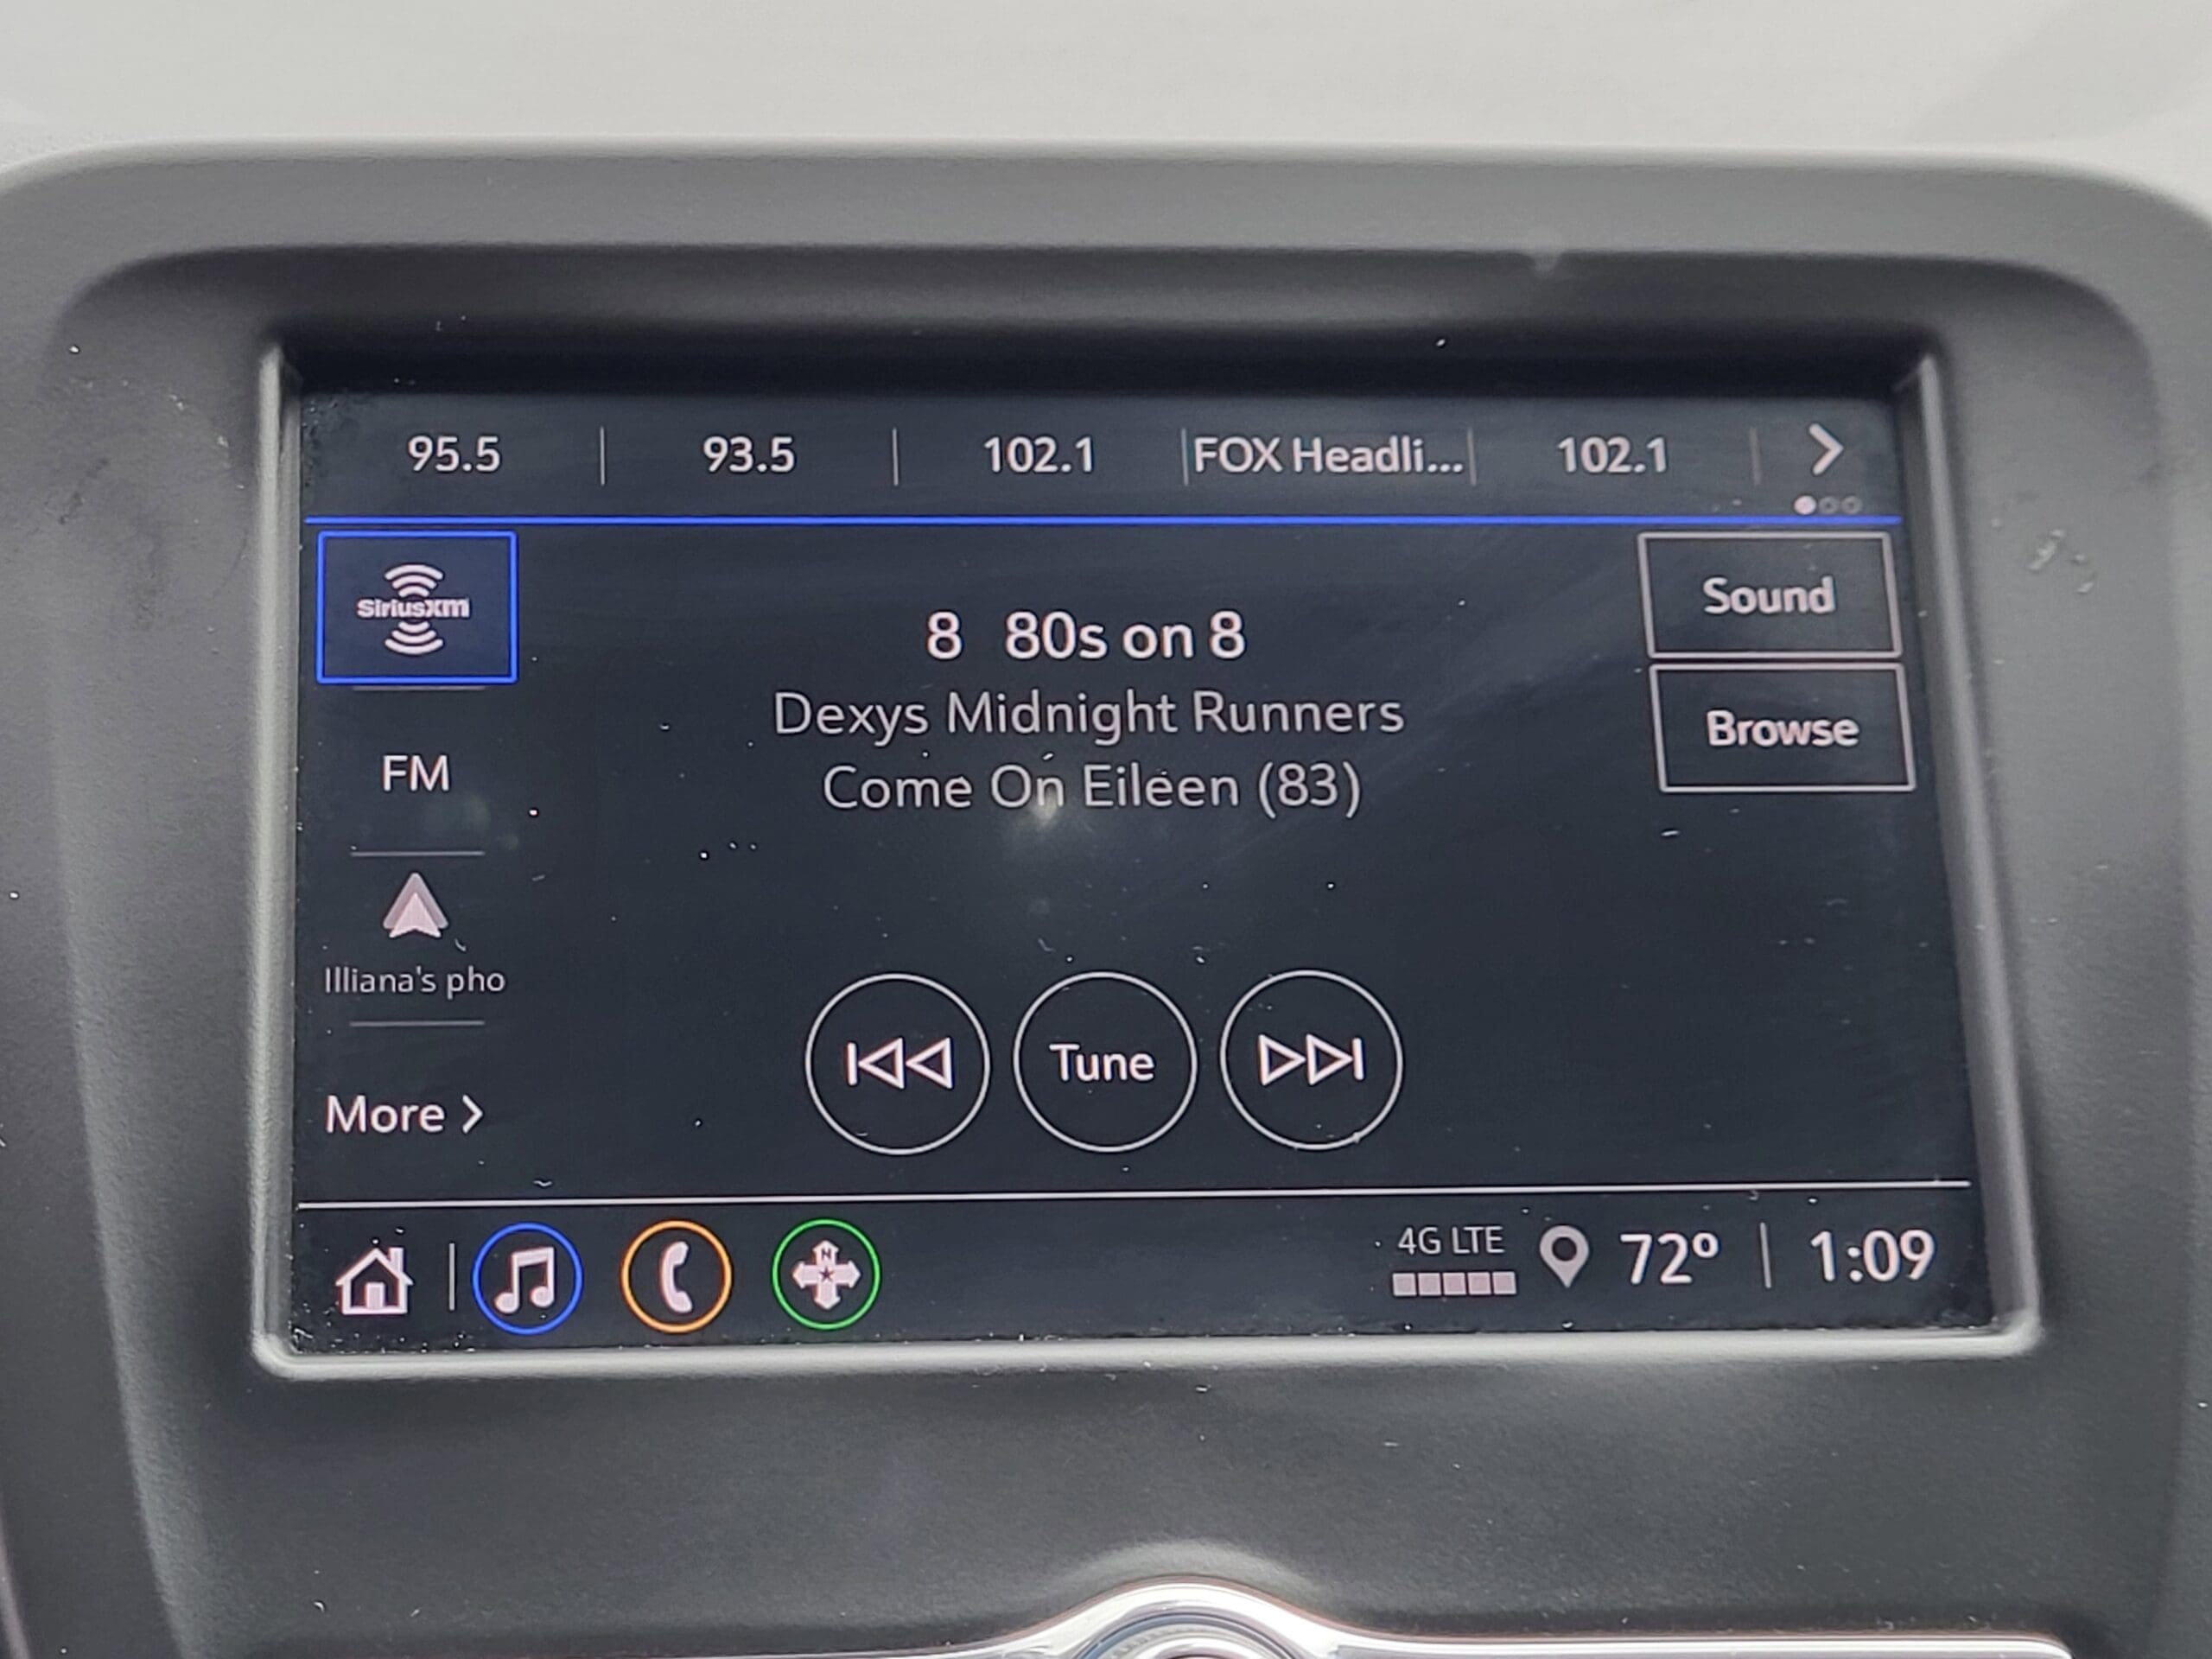 95.5 93.5 102.1 FOX Headli... 102.1
SiriusXM
8 80s on 8
Sound
Dexys Midnight Runners
Browse
FM
Come On Eileen (83)
Illiana's pho
Tune
More
4G LTE
N
72° 1:09